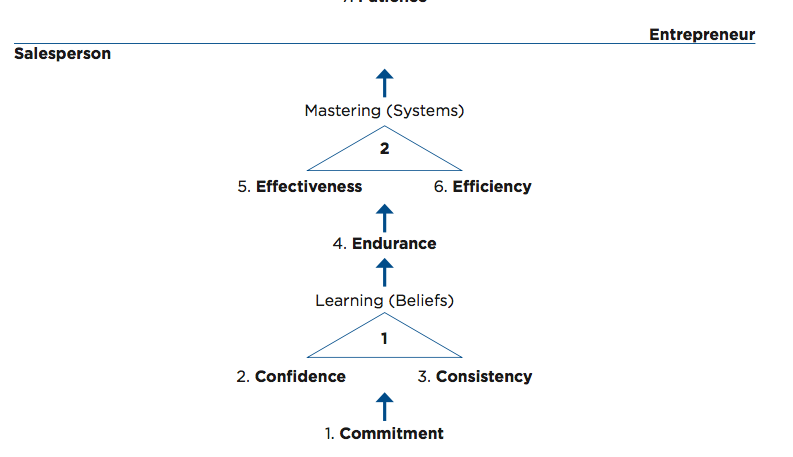 Entrepreneur
Salesperson
Mastering (Systems)
2
5. Effectiveness 6. Efficiency
4. Endurance
Learning (Beliefs)
1
2. Confidence 3. Consistency
1. Commitment